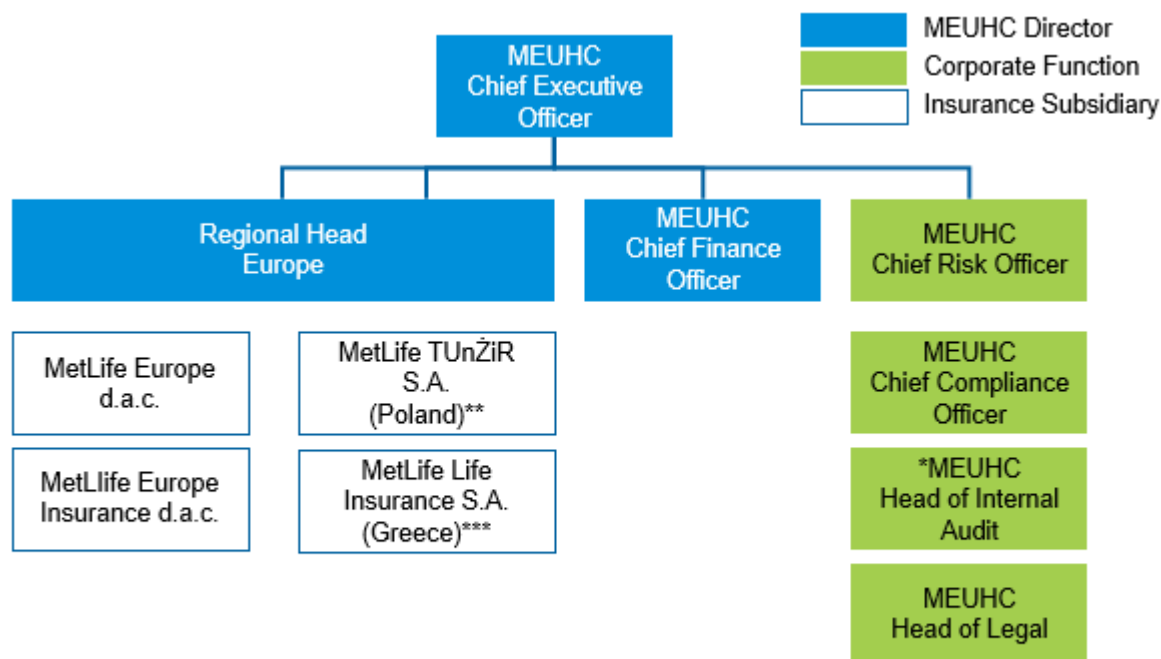 MEUHC Director
Corporate Function
Insurance Subsidiary
MEUHC
Chief Executive
Officer
Regional Head
Europe
MEUHC
Chief Finance
Officer
MEUHC
Chief Risk Officer
MetLife Europe
d.a.c.
MetLife TUnŻiR
S.A.
(Poland)**
MEUHC
Chief Compliance
Officer
MetLlife Europe
Insurance d.a.c.
MetLife Life
Insurance S.A.
(Greece)***
*MEUHC
Head of Internal
Audit
MEUHC
Head of Legal